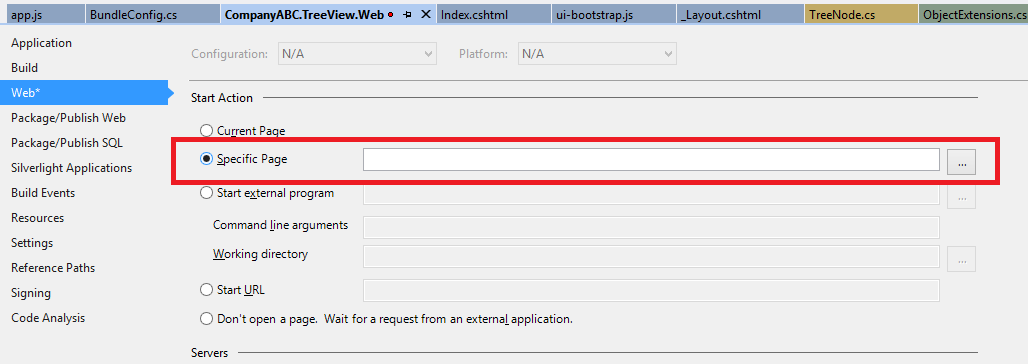 app.js BundleConfig.cs CompanyABC.TreeView.Web Index.cshtml ui-bootstrap.js _Layout.cshtml TreeNode.cs ObjectExtensions.cs
Application
Build
Web*
Package/Publish Web
Package/Publish SQL
Silverlight Applications
Build Events
Resources
Settings
Reference Paths
Signing
Code Analysis
Configuration: N/A Platform: N/A
Start Action
Current Page
Specific Page ...
Start external program ...
Command line arguments
Working directory ...
Start URL
Don't open a page. Wait for a request from an external application.
Servers